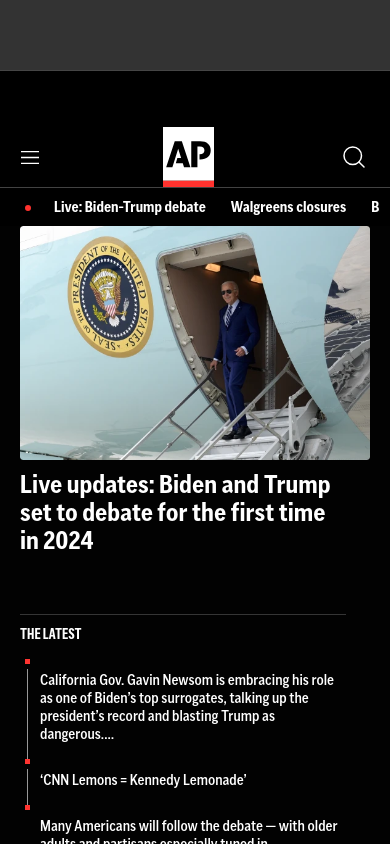 AP
Live: Biden-Trump debate Walgreens closures B
SEAL OF THE PRESIDENT OF THE UNITED STATES
Live updates: Biden and Trump
set to debate for the first time
in 2024
THE LATEST
California Gov. Gavin Newsom is embracing his role
as one of Biden’s top surrogates, talking up the
president’s record and blasting Trump as
dangerous....
‘CNN Lemons = Kennedy Lemonade’
Many Americans will follow the debate — with older
adults and partisans especially tuned in